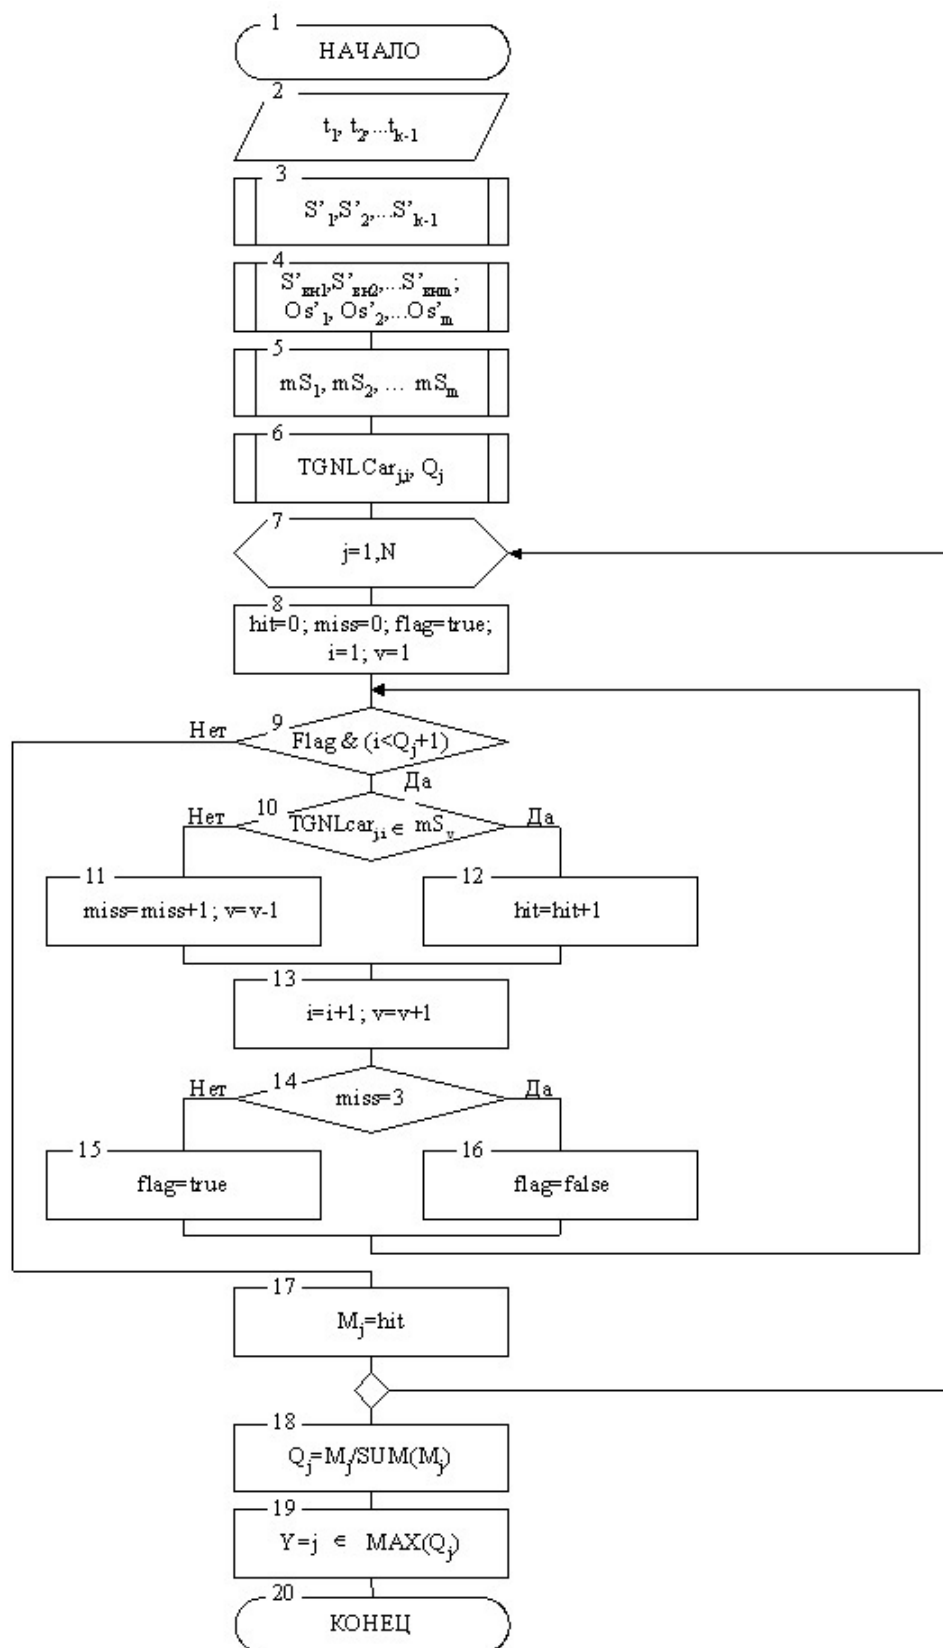 1
НАЧАЛО
2
t₁, t₂, ...tₖ₋₁
3
S'₁,S'₂,...S'ₖ₋₁
4
S'вн1,S'вн2,...S'внm;
Os'₁, Os'₂,...Os'ₘ
5
mS₁, mS₂, ... mSₘ
6
TGNLCarⱼ,ᵢ, Qⱼ
7
j=1,N
8
hit=0; miss=0; flag=true;
i=1; v=1
9
Нет
Flag & (i<Qⱼ+1)
Да
10
Нет
TGNLcarⱼ,ᵢ ∈ mSᵥ
Да
11
miss=miss+1; v=v-1
12
hit=hit+1
13
i=i+1; v=v+1
14
Нет
miss=3
Да
15
flag=true
16
flag=false
17
Mⱼ=hit
18
Qⱼ=Mⱼ/SUM(Mⱼ)
19
Y=j ∈ MAX(Qⱼ)
20
КОНЕЦ